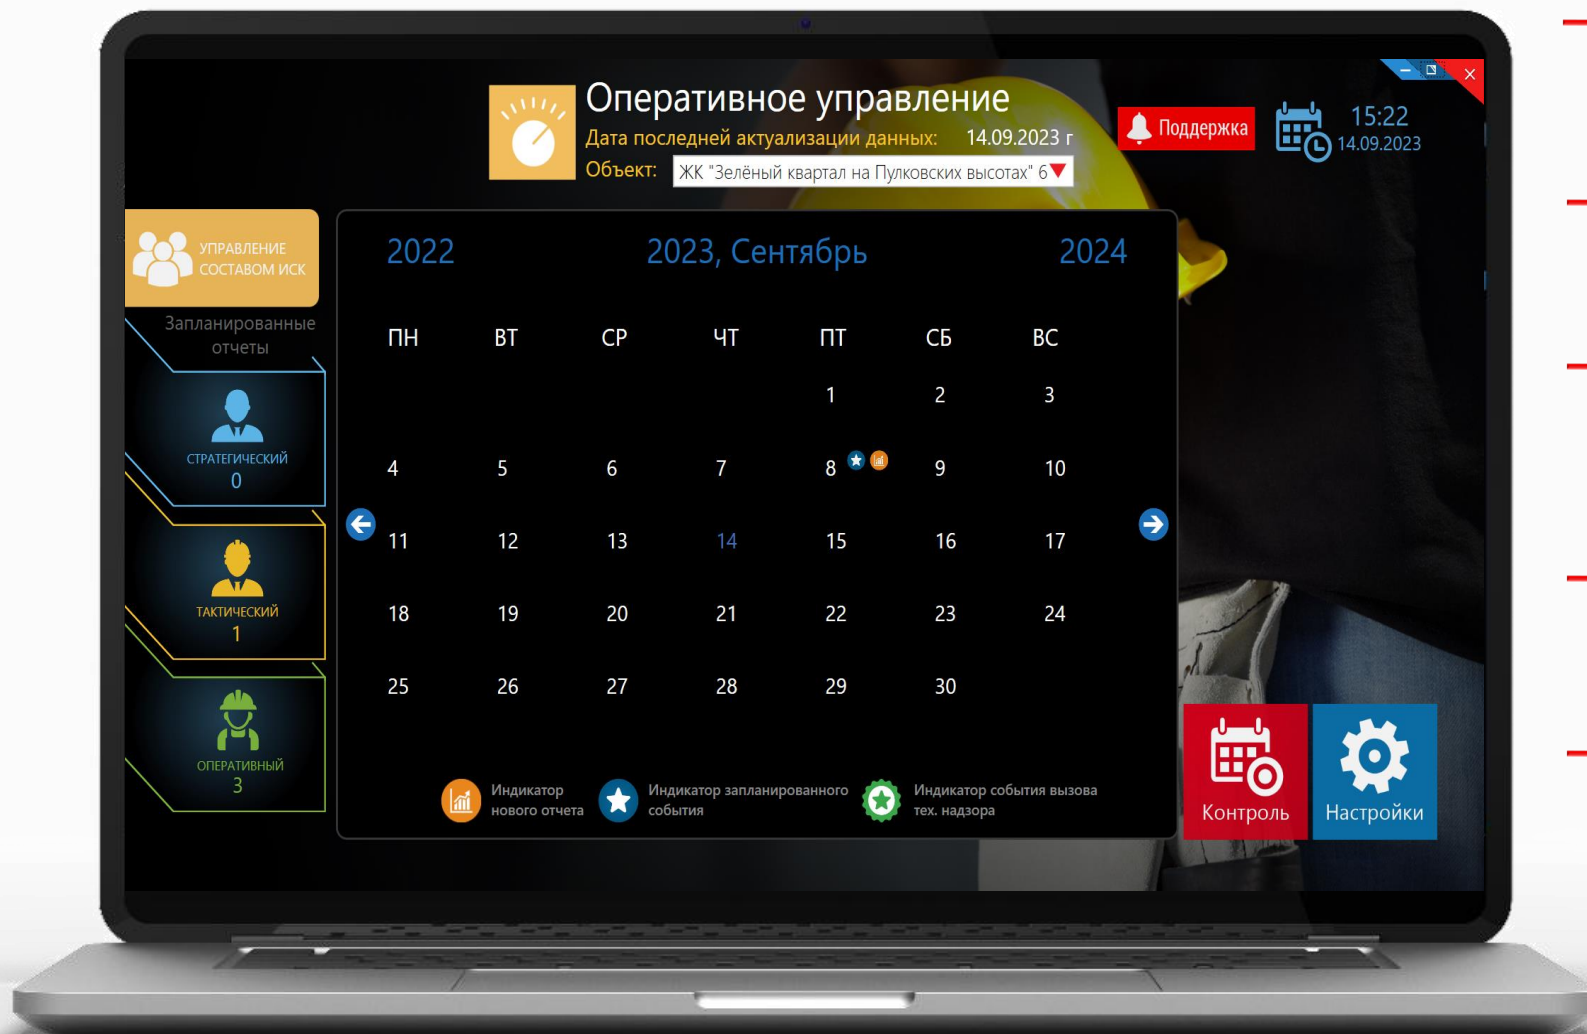 Оперативное управление
Дата последней актуализации данных: 14.09.2023 г
Объект: ЖК "Зелёный квартал на Пулковских высотах" 6
Поддержка
15:22
14.09.2023
УПРАВЛЕНИЕ
СОСТАВОМ ИСК
Запланированные
отчеты
СТРАТЕГИЧЕСКИЙ
0
ТАКТИЧЕСКИЙ
1
ОПЕРАТИВНЫЙ
3
2022 2023, Сентябрь 2024
ПН ВТ СР ЧТ ПТ СБ ВС
1 2 3
4 5 6 7 8 9 10
11 12 13 14 15 16 17
18 19 20 21 22 23 24
25 26 27 28 29 30
Индикатор
нового отчета
Индикатор запланированного
события
Индикатор события вызова
тех. надзора
Контроль
Настройки